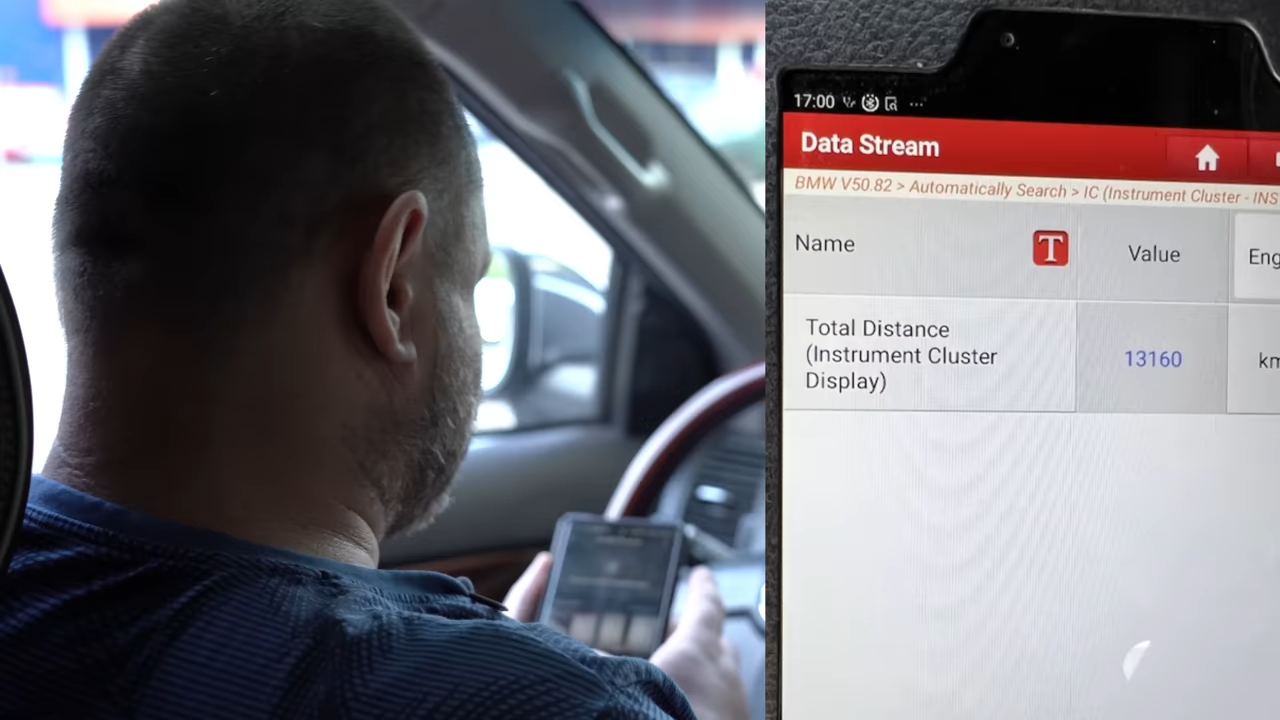 17:00
Data Stream
BMW V50.82 > Automatically Search > IC (Instrument Cluster - INS
Name T Value Eng
Total Distance
(Instrument Cluster
Display)
13160 km